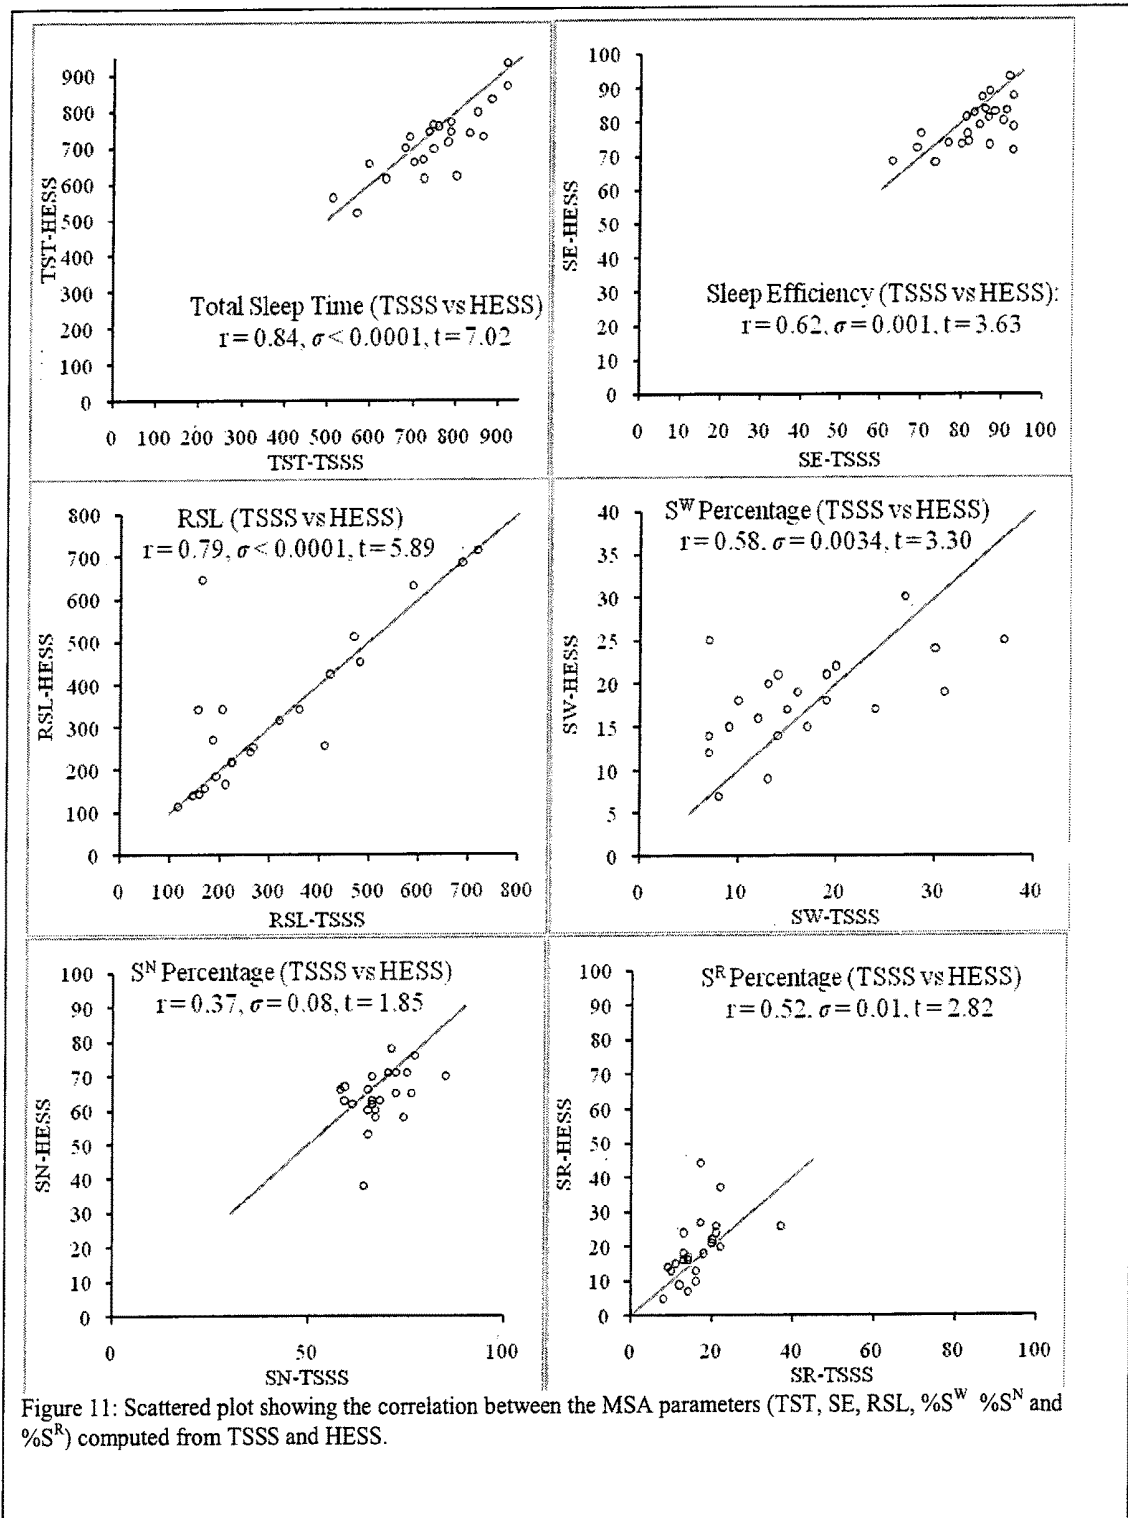 900
800
700
600
500
400
300
200
100
0
TST-HESS
Total Sleep Time (TSSS vs HESS)
r=0.84, σ<0.0001, t=7.02
0 100 200 300 400 500 600 700 800 900
TST-TSSS
100
90
80
70
60
50
40
30
20
10
0
SE-HESS
Sleep Efficiency (TSSS vs HESS):
r=0.62, σ=0.001, t=3.63
0 10 20 30 40 50 60 70 80 90 100
SE-TSSS
800
700
600
500
400
300
200
100
0
RSL-HESS
RSL (TSSS vs HESS)
r=0.79, σ<0.0001, t=5.89
0 100 200 300 400 500 600 700 800
RSL-TSSS
40
35
30
25
20
15
10
5
0
SW-HESS
S^W Percentage (TSSS vs HESS)
r=0.58. σ=0.0034, t=3.30
10 20 30 40
SW-TSSS
100
90
80
70
60
50
40
30
20
10
0
SN-HESS
S^N Percentage (TSSS vs HESS)
r=0.37, σ=0.08, t=1.85
0 50 100
SN-TSSS
100
90
80
70
60
50
40
30
20
10
0
SR-HESS
S^R Percentage (TSSS vs HESS)
r=0.52, σ=0.01, t=2.82
0 20 40 60 80 100
SR-TSSS
Figure 11: Scattered plot showing the correlation between the MSA parameters (TST, SE, RSL, %S^W %S^N and
%S^R) computed from TSSS and HESS.